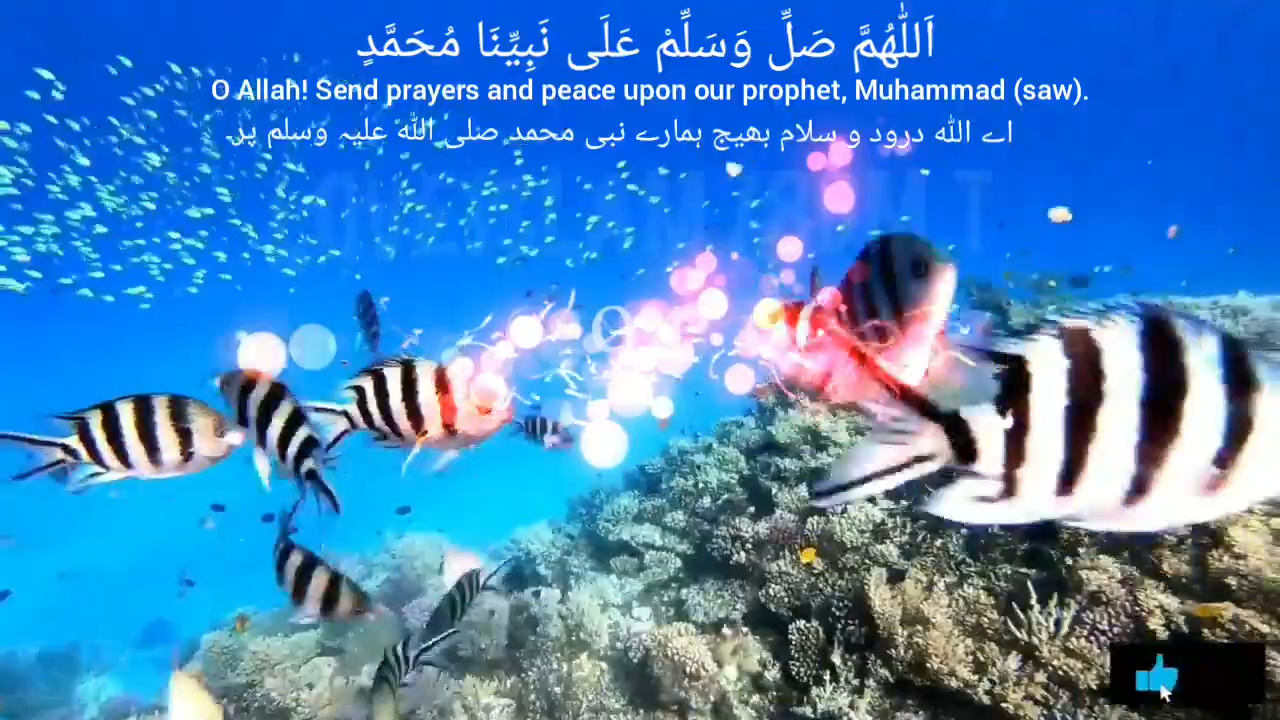 اَللّٰهُمَّ صَلِّ وَسَلِّمْ عَلَى نَبِيِّنَا مُحَمَّدٍ
O Allah! Send prayers and peace upon our prophet, Muhammad (saw).
اے اللہ درود و سلام بھیج ہمارے نبی محمد صلی اللہ علیہ وسلم پر۔